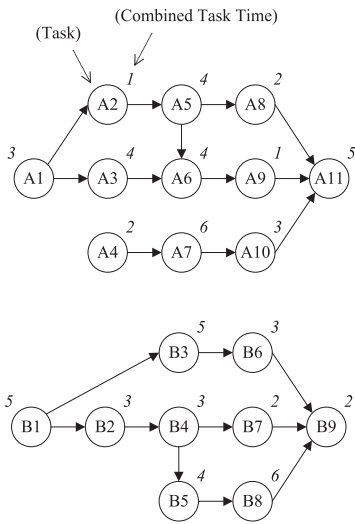 (Combined Task Time)
(Task)
1 4 2
A2 A5 A8
3 4 4 1 5
A1 A3 A6 A9 A11
2 6 3
A4 A7 A10
5 3
B3 B6
5 3 3 2 2
B1 B2 B4 B7 B9
4 6
B5 B8